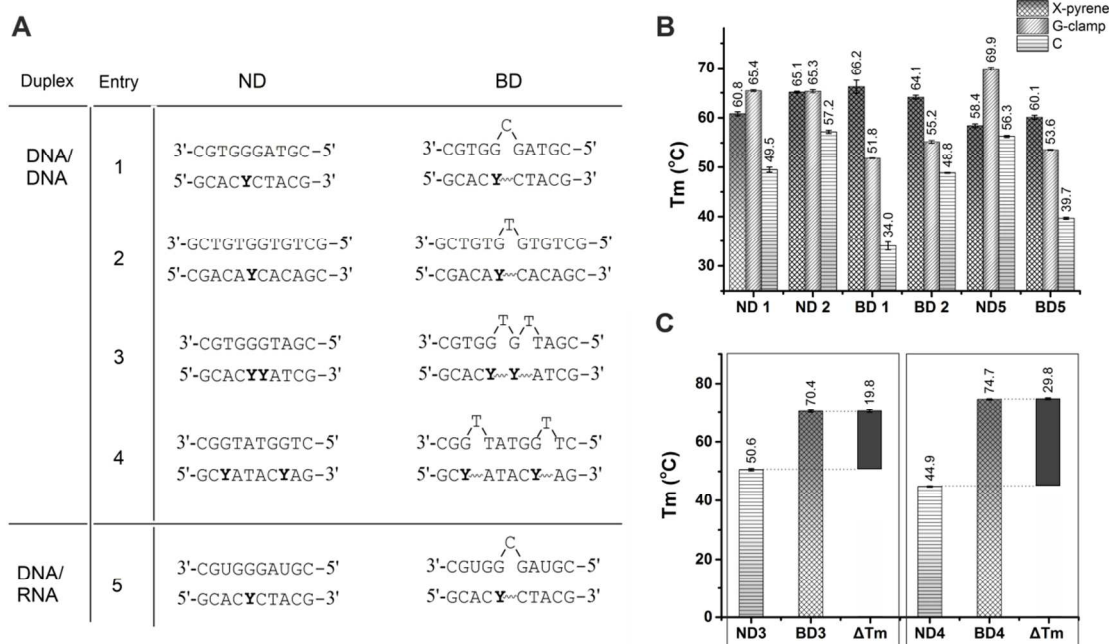 A
Duplex Entry ND BD
DNA/
DNA
1
C
3'-CGTGGGATGC-5' 3'-CGTGG GATGC-5'
5'-GCACYCTACG-3' 5'-GCACY~~CTACG-3'
2
T
3'-GCTGTGGTGTCG-5' 3'-GCTGTG GTGTCG-5'
5'-CGACAYCACAGC-3' 5'-CGACAY~~CACAGC-3'
3
T T
3'-CGTGGGTAGC-5' 3'-CGTGG G TAGC-5'
5'-GCACYYATCG-3' 5'-GCACY~~Y~~ATCG-3'
4
T T
3'-CGGTATGGTC-5' 3'-CGG TATGG TC-5'
5'-GCYATACYAG-3' 5'-GCY~~ATACY~~AG-3'
DNA/
RNA
5
C
3'-CGUGGGAUGC-5' 3'-CGUGG GAUGC-5'
5'-GCACYCTACG-3' 5'-GCACY~~CTACG-3'
B
X-pyrene
G-clamp
C
Tm (°C)
70
60
50
40
30
60.8 65.4 49.5 65.1 65.3 57.2 66.2 51.8 34.0 64.1 55.2 48.8 58.4 69.9 56.3 60.1 53.6 39.7
ND 1 ND 2 BD 1 BD 2 ND5 BD5
C
Tm (°C)
80
60
40
20
0
50.6 70.4 19.8 44.9 74.7 29.8
ND3 BD3 ΔTm ND4 BD4 ΔTm